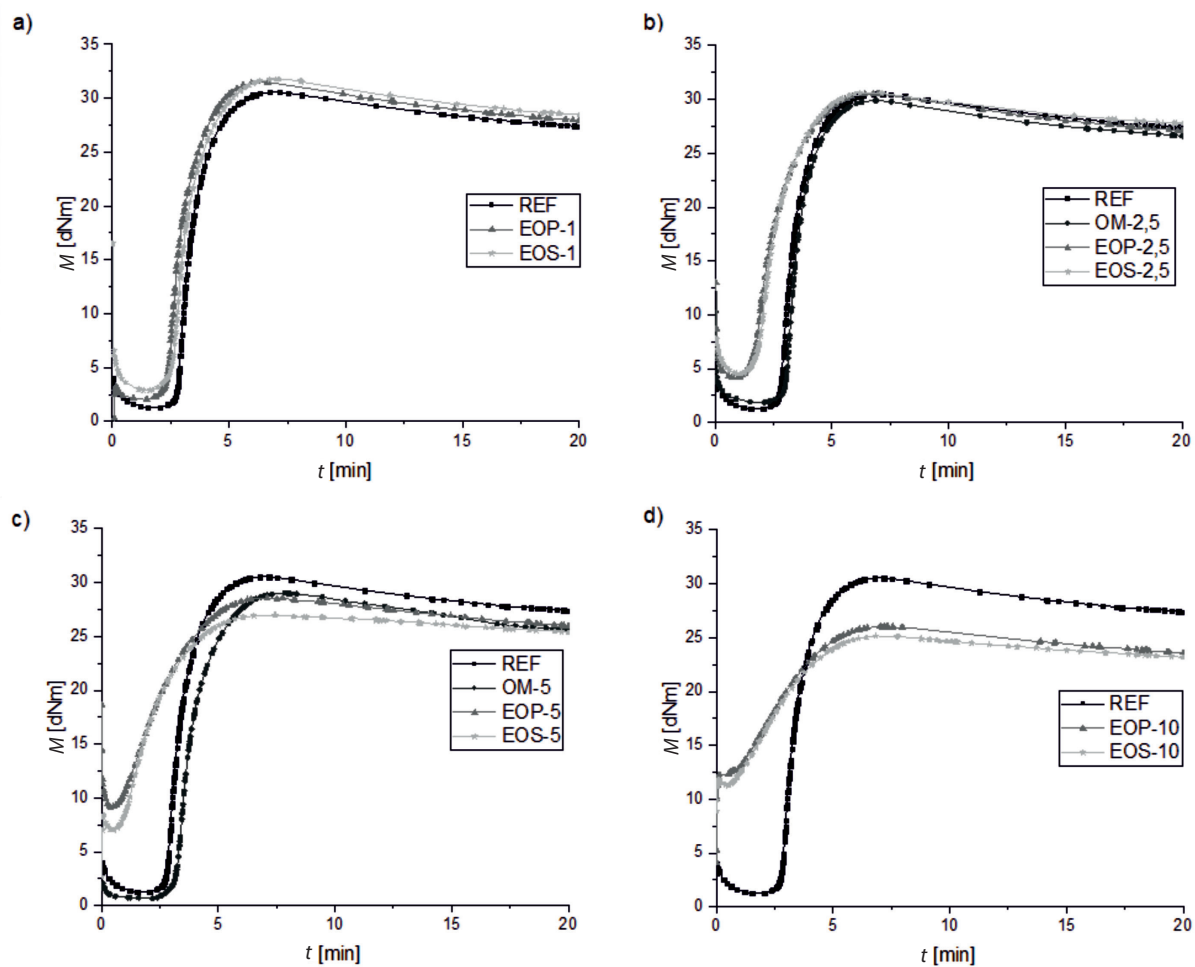 a)
35
30
25
20
15
10
5
0
M [dNm]
REF
EOP-1
EOS-1
0 5 10 15 20
t [min]
b)
35
30
25
20
15
10
5
0
M [dNm]
REF
OM-2,5
EOP-2,5
EOS-2,5
0 5 10 15 20
t [min]
c)
35
30
25
20
15
10
5
0
M [dNm]
REF
OM-5
EOP-5
EOS-5
0 5 10 15 20
t [min]
d)
35
30
25
20
15
10
5
0
M [dNm]
REF
EOP-10
EOS-10
0 5 10 15 20
t [min]